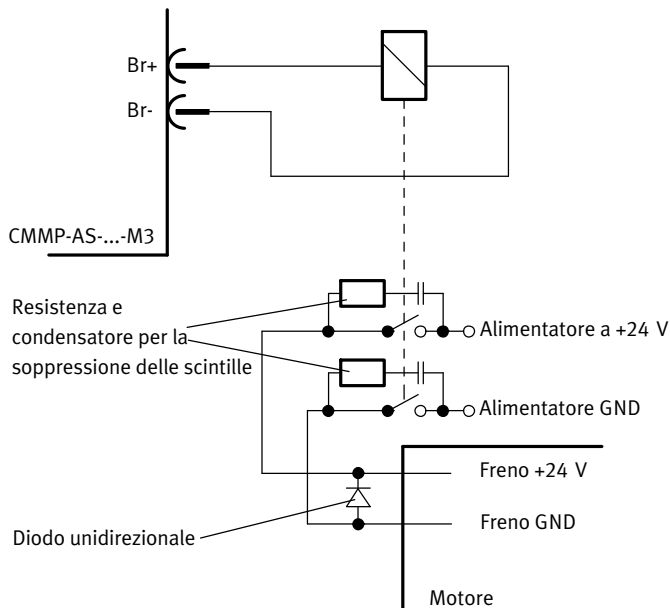 Br+
Br-
CMMP-AS-...-M3
Resistenza e
condensatore per la
soppressione delle scintille
Alimentatore a +24 V
Alimentatore GND
Freno +24 V
Diodo unidirezionale
Freno GND
Motore